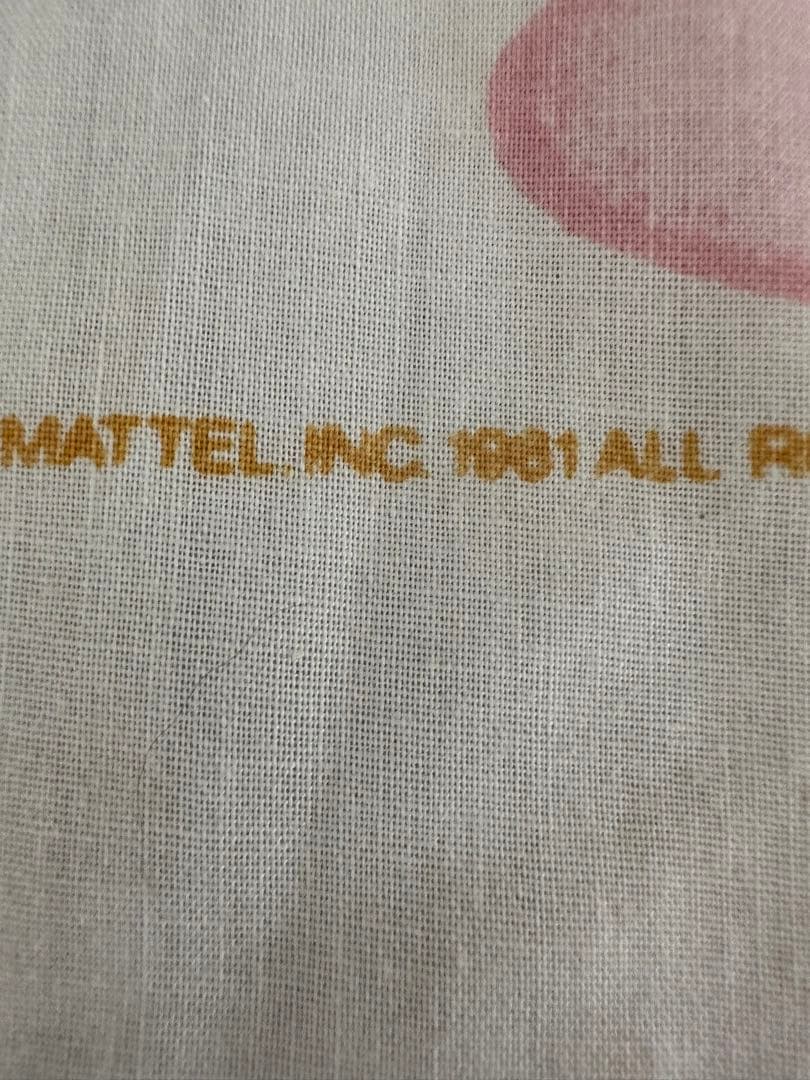 MATTEL, INC. 1981 ALL